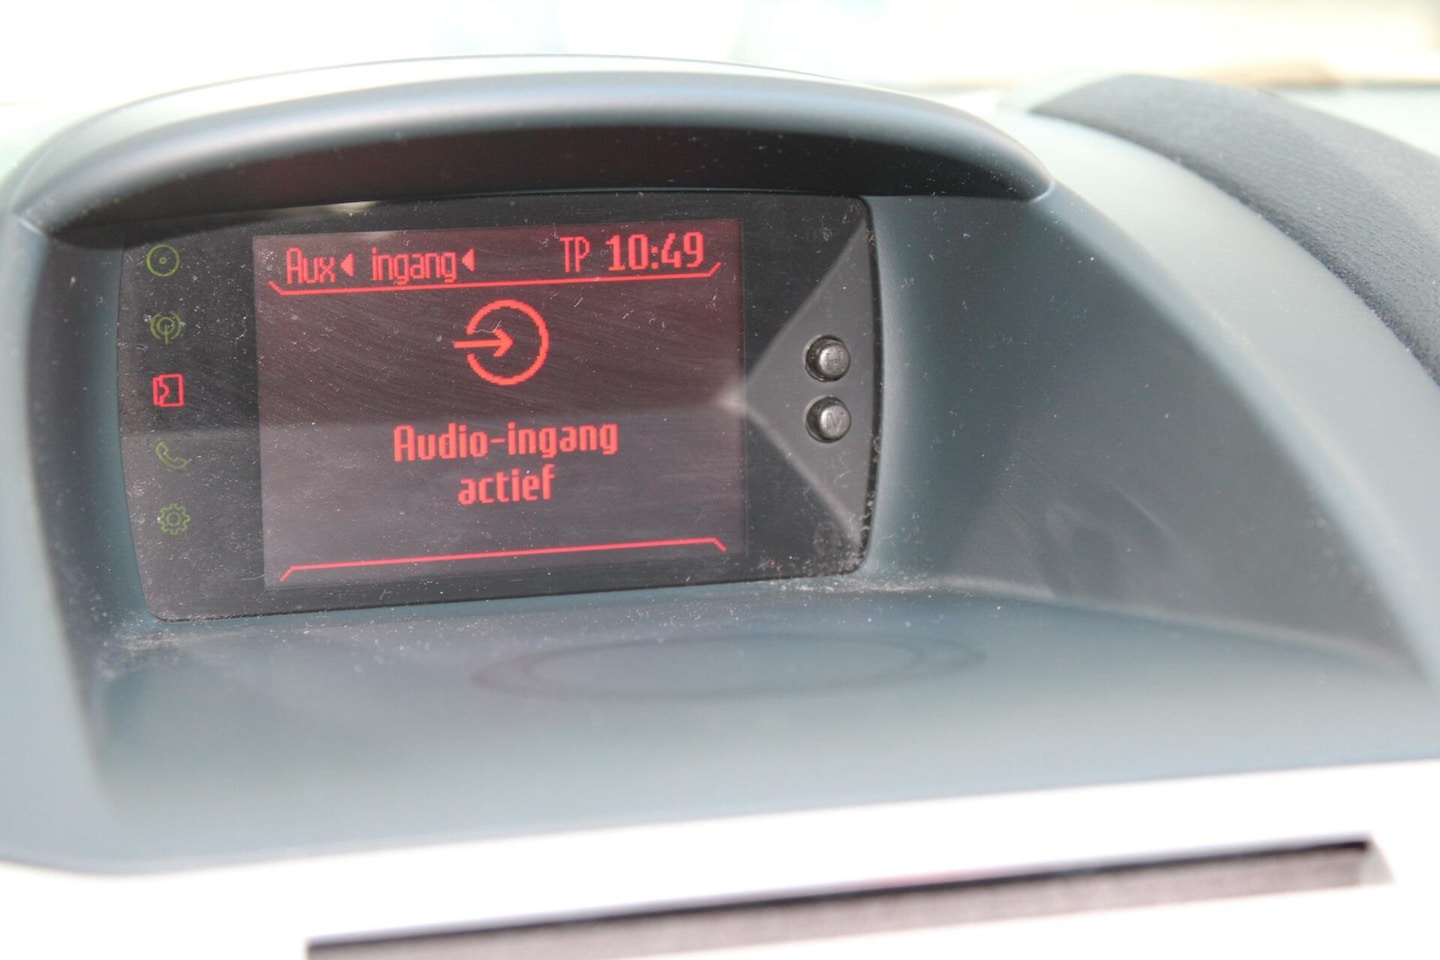 Aux ingang TP 10:49
Audio-ingang
actief
H
M